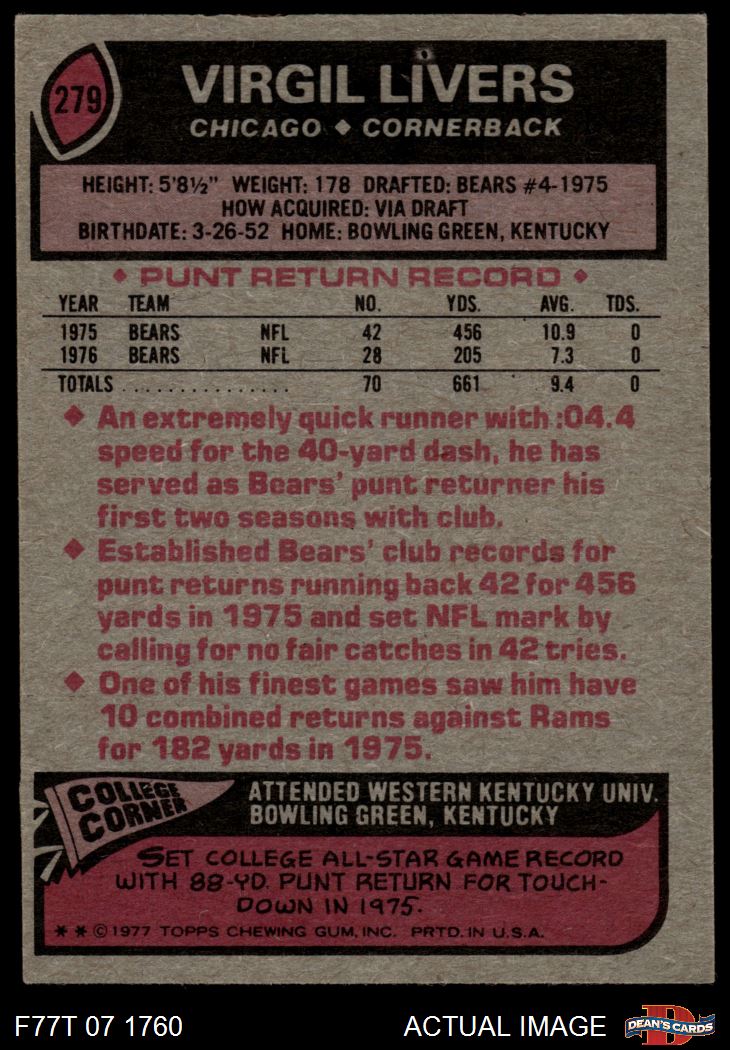 279
VIRGIL LIVERS
CHICAGO ◆ CORNERBACK
HEIGHT: 5'8½" WEIGHT: 178 DRAFTED: BEARS #4-1975
HOW ACQUIRED: VIA DRAFT
BIRTHDATE: 3-26-52 HOME: BOWLING GREEN, KENTUCKY
◆ PUNT RETURN RECORD ◆
YEAR TEAM NO. YDS. AVG. TDS.
1975 BEARS NFL 42 456 10.9 0
1976 BEARS NFL 28 205 7.3 0
TOTALS . . . . . . . . . . . . . . . 70 661 9.4 0
◆ An extremely quick runner with :04.4
speed for the 40-yard dash, he has
served as Bears' punt returner his
first two seasons with club.
◆ Established Bears' club records for
punt returns running back 42 for 456
yards in 1975 and set NFL mark by
calling for no fair catches in 42 tries.
◆ One of his finest games saw him have
10 combined returns against Rams
for 182 yards in 1975.
COLLEGE
CORNER
ATTENDED WESTERN KENTUCKY UNIV.
BOWLING GREEN, KENTUCKY
SET COLLEGE ALL-STAR GAME RECORD
WITH 88-YD. PUNT RETURN FOR TOUCH-
DOWN IN 1975.
* * © 1977 TOPPS CHEWING GUM, INC. PRTD. IN U.S.A.
F77T 07 1760 ACTUAL IMAGE
D
DEAN'S CARDS